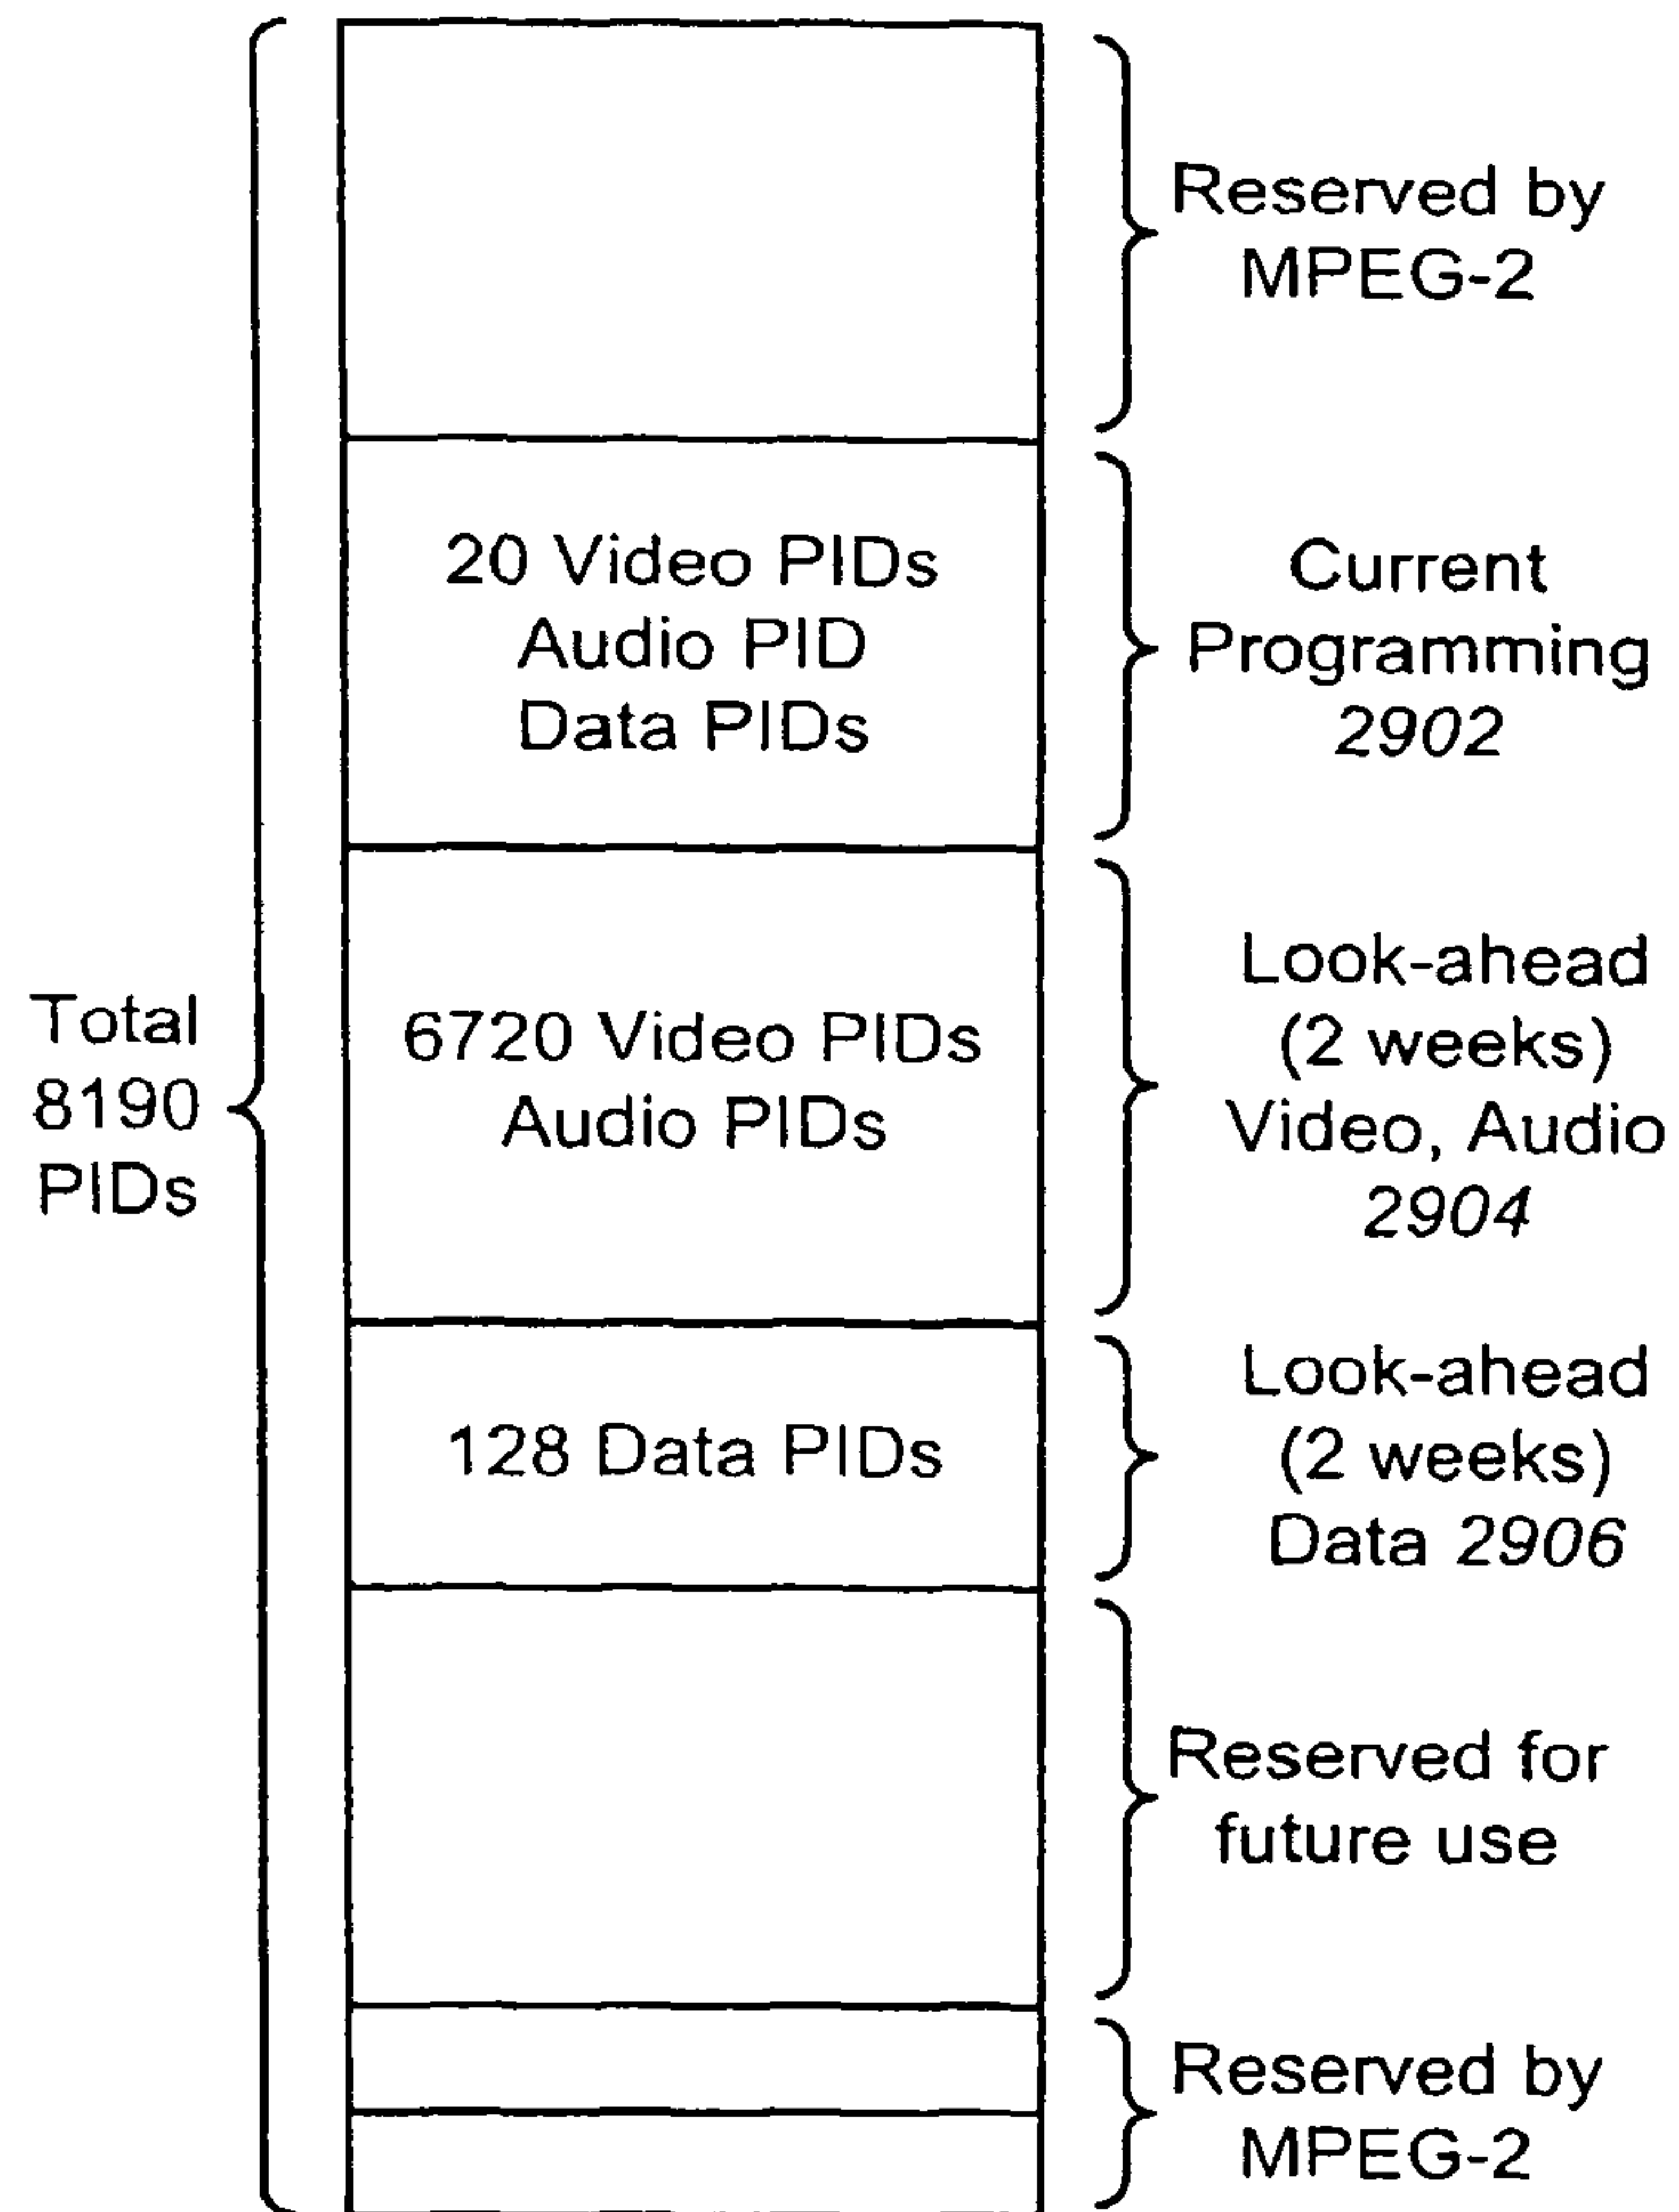 Reserved by
MPEG-2
20 Video PIDs
Audio PID
Data PIDs
Current
Programming
2902
Total
8190
PIDs
6720 Video PIDs
Audio PIDs
Look-ahead
(2 weeks)
Video, Audio
2904
128 Data PIDs
Look-ahead
(2 weeks)
Data 2906
Reserved for
future use
Reserved by
MPEG-2